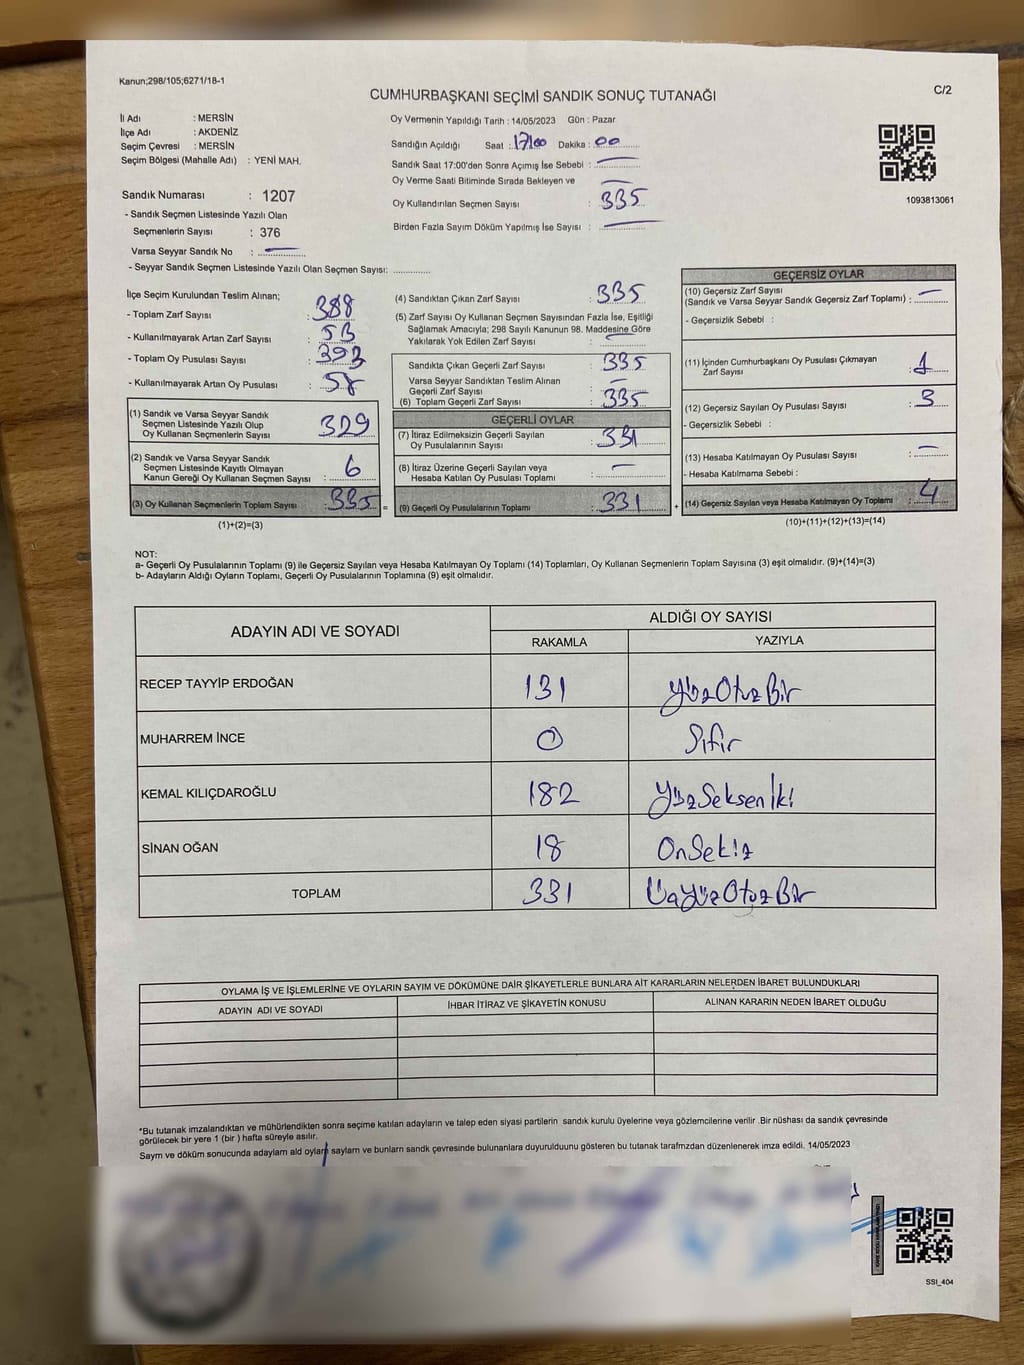 Kanun;298/105;6271/18-1
C/2
CUMHURBAŞKANI SEÇİMİ SANDIK SONUÇ TUTANAĞI
İl Adı : MERSİN
İlçe Adı : AKDENİZ
Seçim Çevresi : MERSİN
Seçim Bölgesi (Mahalle Adı) : YENİ MAH.
Sandık Numarası : 1207
- Sandık Seçmen Listesinde Yazılı Olan
Seçmenlerin Sayısı : 376
Varsa Seyyar Sandık No :
- Seyyar Sandık Seçmen Listesinde Yazılı Olan Seçmen Sayısı:
Oy Vermenin Yapıldığı Tarih : 14/05/2023 Gün : Pazar
Sandığın Açıldığı Saat : 17:00 Dakika : 00
Sandık Saat 17:00'den Sonra Açımış İse Sebebi :
Oy Verme Saati Bitiminde Sırada Bekleyen ve
Oy Kullandırılan Seçmen Sayısı : 335
Birden Fazla Sayım Döküm Yapılmış İse Sayısı :
1093813061
İlçe Seçim Kurulundan Teslim Alınan;
- Toplam Zarf Sayısı : 388
- Kullanılmayarak Artan Zarf Sayısı : 53
- Toplam Oy Pusulası Sayısı : 393
- Kullanılmayarak Artan Oy Pusulası : 58
(1) Sandık ve Varsa Seyyar Sandık
Seçmen Listesinde Yazılı Olup
Oy Kullanan Seçmenlerin Sayısı 329
(2) Sandık ve Varsa Seyyar Sandık
Seçmen Listesinde Kayıtlı Olmayan
Kanun Gereği Oy Kullanan Seçmen Sayısı : 6
(3) Oy Kullanan Seçmenlerin Toplam Sayısı : 335 =
(1)+(2)=(3)
(4) Sandıktan Çıkan Zarf Sayısı : 335
(5) Zarf Sayısı Oy Kullanan Seçmen Sayısından Fazla İse, Eşitliği
Sağlamak Amacıyla; 298 Sayılı Kanunun 98. Maddesine Göre
Yakılarak Yok Edilen Zarf Sayısı :
Sandıkta Çıkan Geçerli Zarf Sayısı : 335
Varsa Seyyar Sandıktan Teslim Alınan
Geçerli Zarf Sayısı :
(6) Toplam Geçerli Zarf Sayısı : 335
GEÇERLİ OYLAR
(7) İtiraz Edilmeksizin Geçerli Sayılan
Oy Pusulalarının Sayısı : 331
(8) İtiraz Üzerine Geçerli Sayılan veya
Hesaba Katılan Oy Pusulası Toplamı :
(9) Geçerli Oy Pusulalarının Toplamı : 331 +
GEÇERSİZ OYLAR
(10) Geçersiz Zarf Sayısı
(Sandık ve Varsa Seyyar Sandık Geçersiz Zarf Toplamı) :
- Geçersizlik Sebebi :
(11) İçinden Cumhurbaşkanı Oy Pusulası Çıkmayan
Zarf Sayısı : 1
(12) Geçersiz Sayılan Oy Pusulası Sayısı : 3
- Geçersizlik Sebebi :
(13) Hesaba Katılmayan Oy Pusulası Sayısı :
- Hesaba Katılmama Sebebi :
(14) Geçersiz Sayılan veya Hesaba Katılmayan Oy Toplamı : 4
(10)+(11)+(12)+(13)=(14)
NOT:
a- Geçerli Oy Pusulalarının Toplamı (9) ile Geçersiz Sayılan veya Hesaba Katılmayan Oy Toplamı (14) Toplamları, Oy Kullanan Seçmenlerin Toplam Sayısına (3) eşit olmalıdır. (9)+(14)=(3)
b- Adayların Aldığı Oyların Toplamı, Geçerli Oy Pusulalarının Toplamına (9) eşit olmalıdır.
ADAYIN ADI VE SOYADI ALDIĞI OY SAYISI
RAKAMLA YAZIYLA
RECEP TAYYİP ERDOĞAN 131 YüzOtuzBir
MUHARREM İNCE 0 Sıfır
KEMAL KILIÇDAROĞLU 182 YüzSeksenİki
SİNAN OĞAN 18 OnSekiz
TOPLAM 331 ÜçYüzOtuzBir
OYLAMA İŞ VE İŞLEMLERİNE VE OYLARIN SAYIM VE DÖKÜMÜNE DAİR ŞİKAYETLERLE BUNLARA AİT KARARLARIN NELERDEN İBARET BULUNDUKLARI
ADAYIN ADI VE SOYADI İHBAR İTİRAZ VE ŞİKAYETİN KONUSU ALINAN KARARIN NEDEN İBARET OLDUĞU
*Bu tutanak imzalandıktan ve mühürlendikten sonra seçime katılan adayların ve talep eden siyasi partilerin sandık kurulu üyelerine veya gözlemcilerine verilir .Bir nüshası da sandık çevresinde
görülecek bir yere 1 (bir ) hafta süreyle asılır.
Saym ve döküm sonucunda adaylam ald oylarn saylam ve bunlarn sandk çevresinde bulunanlara duyurulduunu gösteren bu tutanak tarafmzdan düzenlenerek imza edildi. 14/05/2023
SSI_404